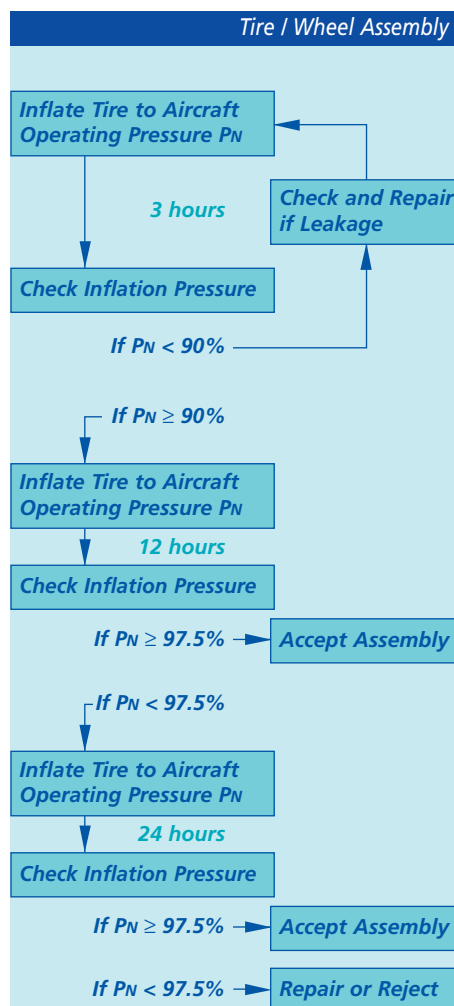 Tire / Wheel Assembly
Inflate Tire to Aircraft
Operating Pressure PN
3 hours
Check and Repair
if Leakage
Check Inflation Pressure
If PN < 90%
If PN ≥ 90%
Inflate Tire to Aircraft
Operating Pressure PN
12 hours
Check Inflation Pressure
If PN ≥ 97.5%
Accept Assembly
If PN < 97.5%
Inflate Tire to Aircraft
Operating Pressure PN
24 hours
Check Inflation Pressure
If PN ≥ 97.5%
Accept Assembly
If PN < 97.5%
Repair or Reject